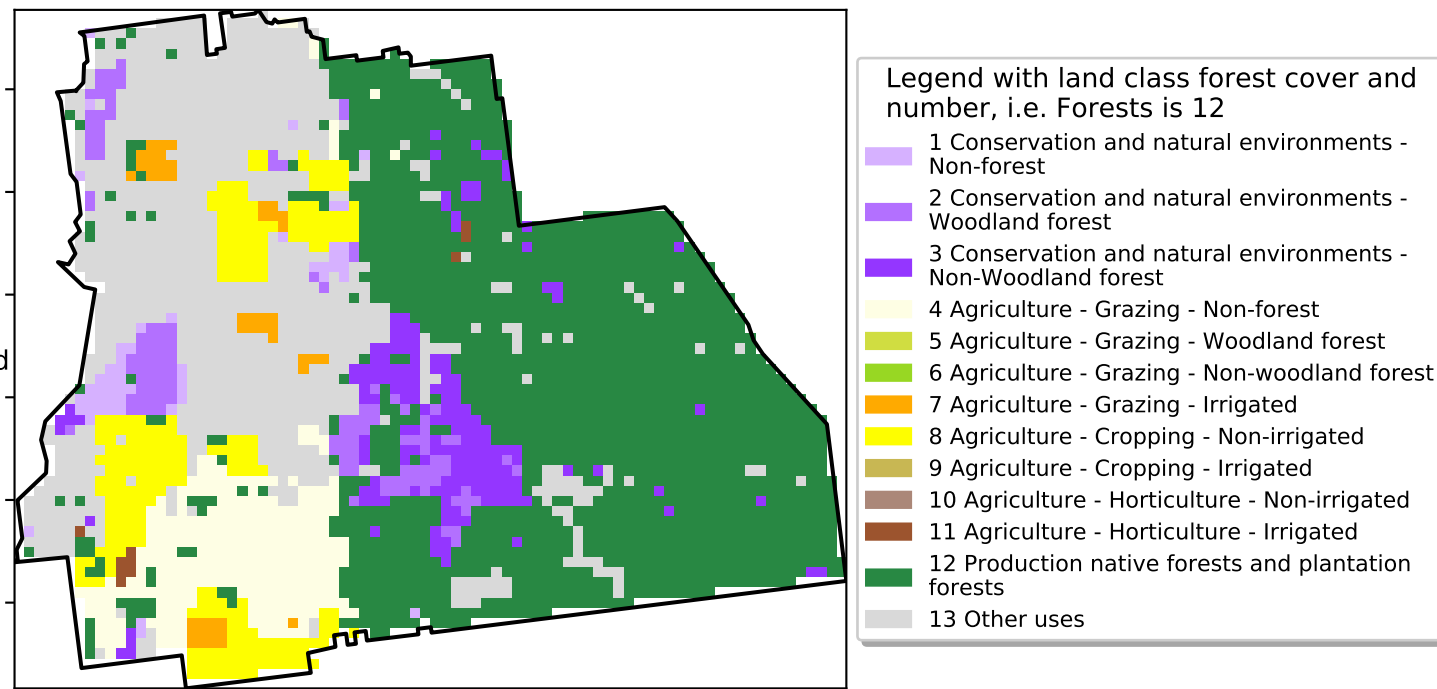 d
Legend with land class forest cover and
number, i.e. Forests is 12
1 Conservation and natural environments -
Non-forest
2 Conservation and natural environments -
Woodland forest
3 Conservation and natural environments -
Non-Woodland forest
4 Agriculture - Grazing - Non-forest
5 Agriculture - Grazing - Woodland forest
6 Agriculture - Grazing - Non-woodland forest
7 Agriculture - Grazing - Irrigated
8 Agriculture - Cropping - Non-irrigated
9 Agriculture - Cropping - Irrigated
10 Agriculture - Horticulture - Non-irrigated
11 Agriculture - Horticulture - Irrigated
12 Production native forests and plantation
forests
13 Other uses